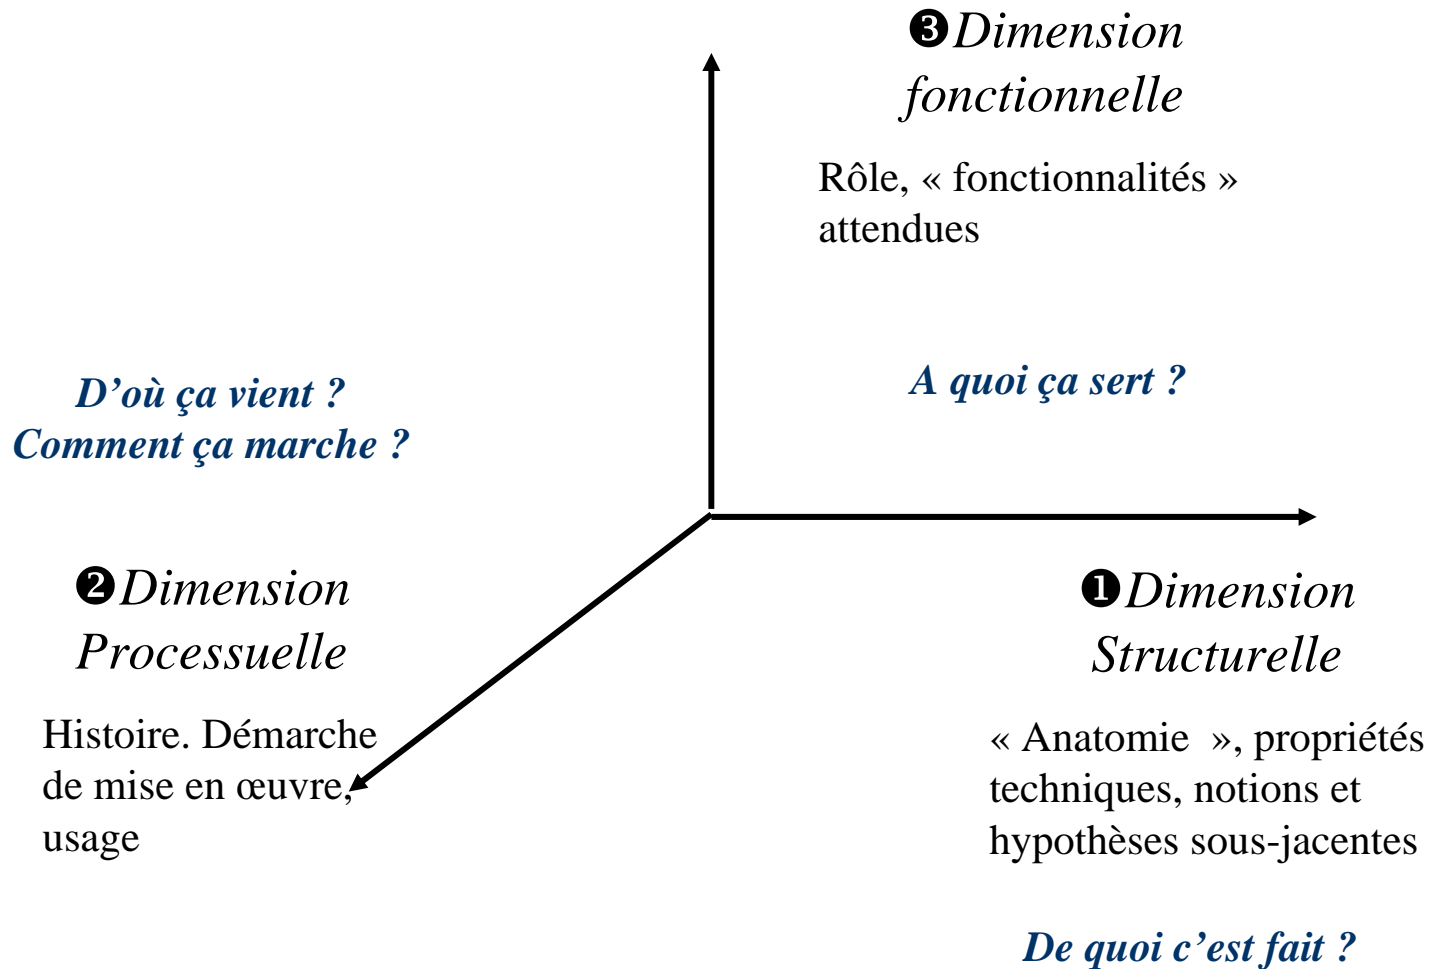 ❸Dimension
fonctionnelle
Rôle, « fonctionnalités »
attendues
A quoi ça sert ?
D’où ça vient ?
Comment ça marche ?
❷Dimension
Processuelle
Histoire. Démarche
de mise en œuvre,
usage
❶Dimension
Structurelle
« Anatomie  », propriétés
techniques, notions et
hypothèses sous-jacentes
De quoi c’est fait ?